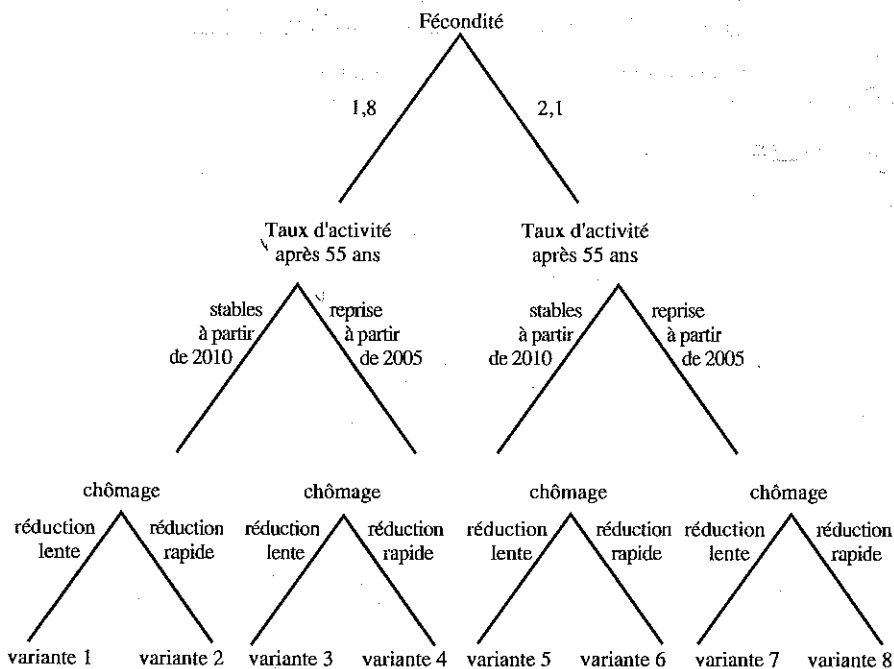 Fécondité
1,8
2,1
Taux d'activité
après 55 ans
Taux d'activité
après 55 ans
stables
à partir
de 2010
reprise
à partir
de 2005
stables
à partir
de 2010
reprise
à partir
de 2005
chômage
chômage
chômage
chômage
réduction
lente
réduction
rapide
réduction
lente
réduction
rapide
réduction
lente
réduction
rapide
réduction
lente
réduction
rapide
variante 1
variante 2
variante 3
variante 4
variante 5
variante 6
variante 7
variante 8